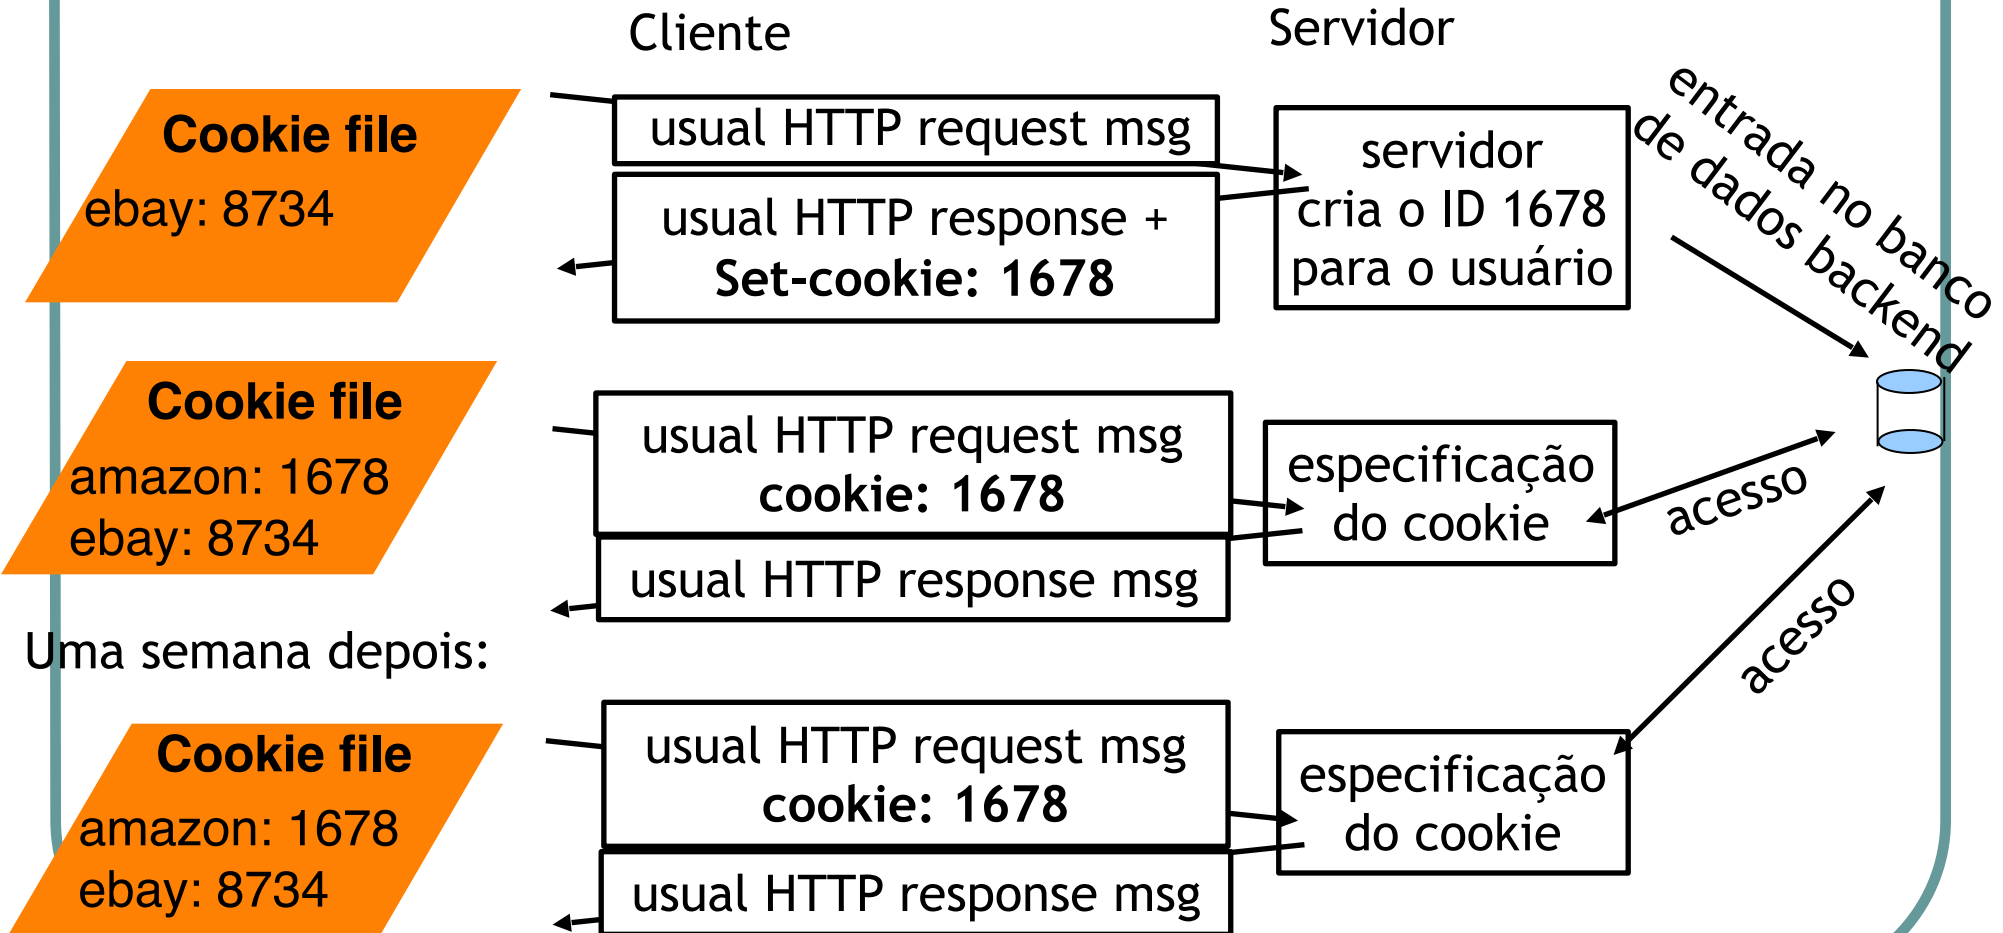 Cliente
Servidor
Cookie file
ebay: 8734
usual HTTP request msg
usual HTTP response +
Set-cookie: 1678
servidor
cria o ID 1678
para o usuário
entrada no banco
de dados backend
Cookie file
amazon: 1678
ebay: 8734
usual HTTP request msg
cookie: 1678
usual HTTP response msg
especificação
do cookie
acesso
acesso
Uma semana depois:
Cookie file
amazon: 1678
ebay: 8734
usual HTTP request msg
cookie: 1678
usual HTTP response msg
especificação
do cookie